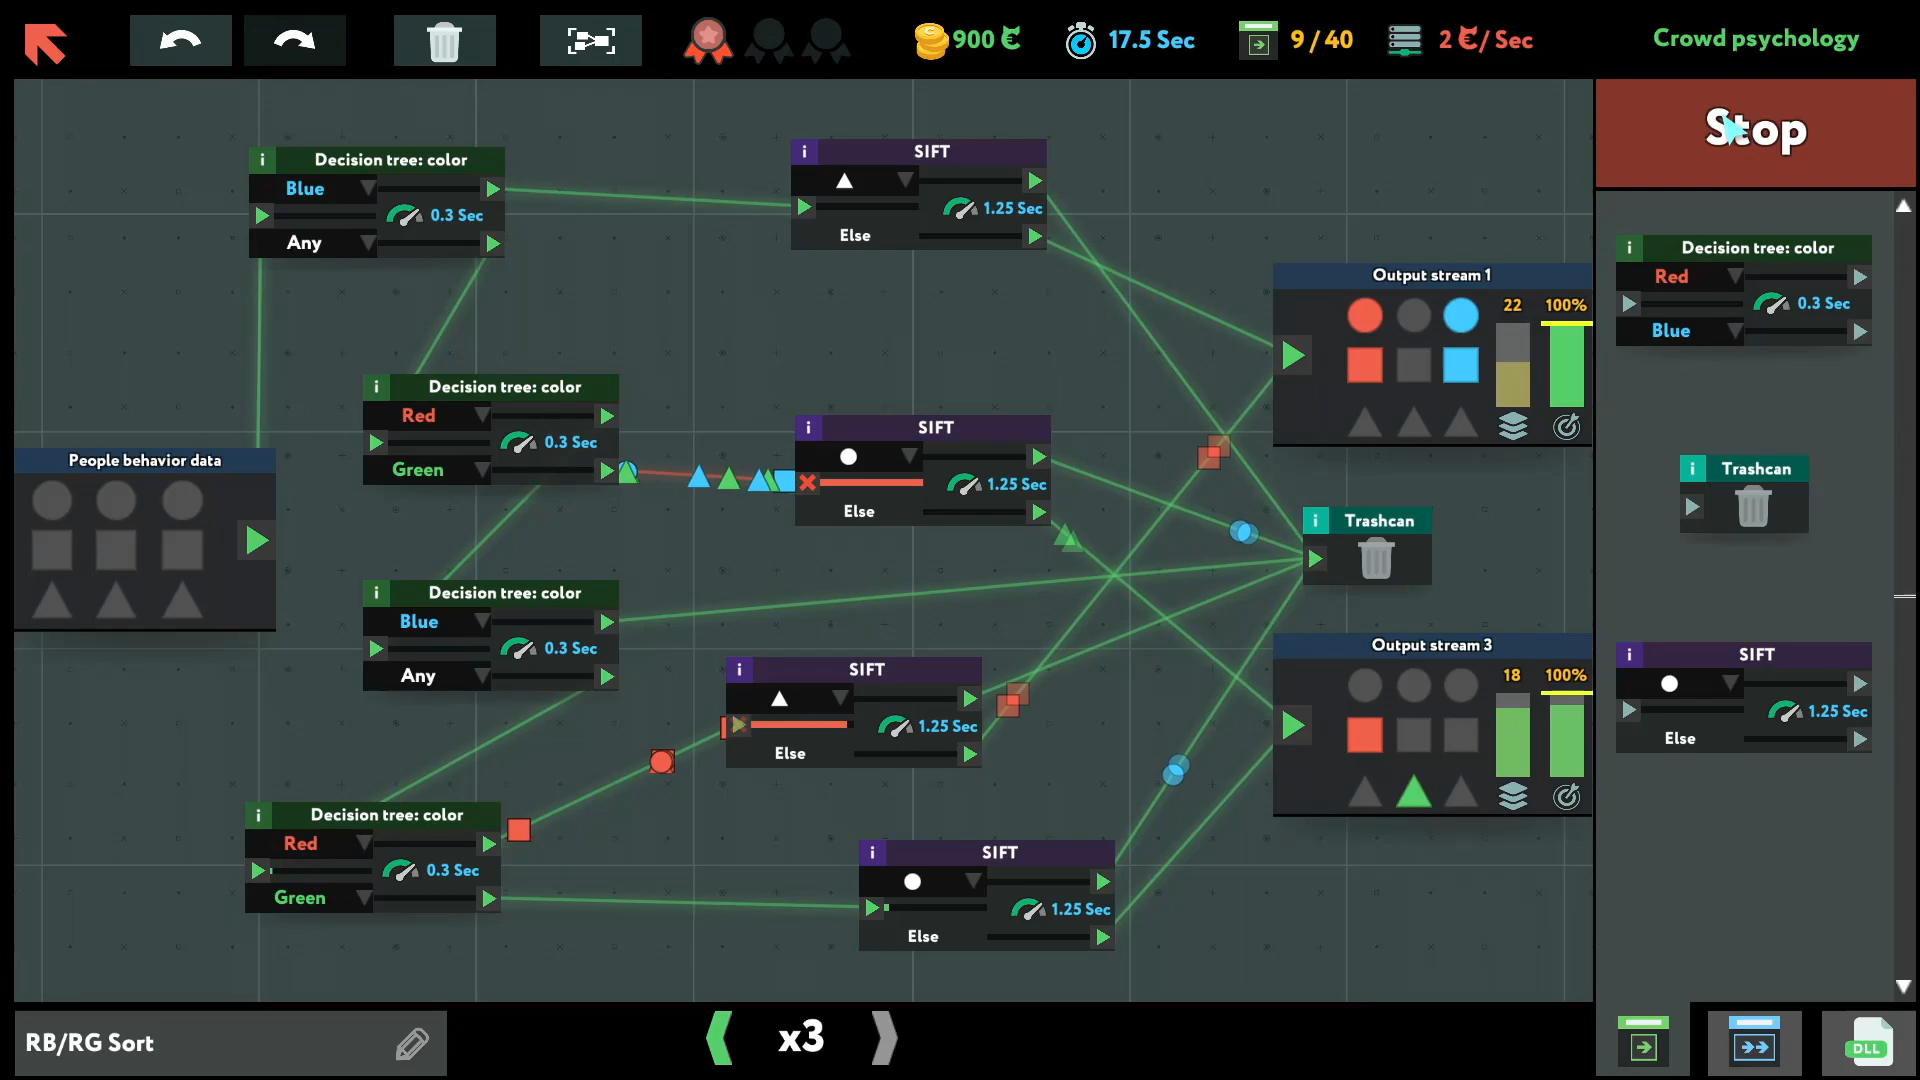 900
17.5 Sec
9 / 40
2 / Sec
Crowd psychology
Stop
Decision tree: color
Blue
0.3 Sec
Any
SIFT
1.25 Sec
Else
Decision tree: color
Red
0.3 Sec
Blue
Output stream 1
22
100%
Decision tree: color
Red
0.3 Sec
Green
SIFT
1.25 Sec
Else
People behavior data
Trashcan
Trashcan
Decision tree: color
Blue
0.3 Sec
Any
SIFT
1.25 Sec
Else
Output stream 3
18
100%
SIFT
1.25 Sec
Else
Decision tree: color
Red
0.3 Sec
Green
SIFT
1.25 Sec
Else
RB/RG Sort
x3
DLL